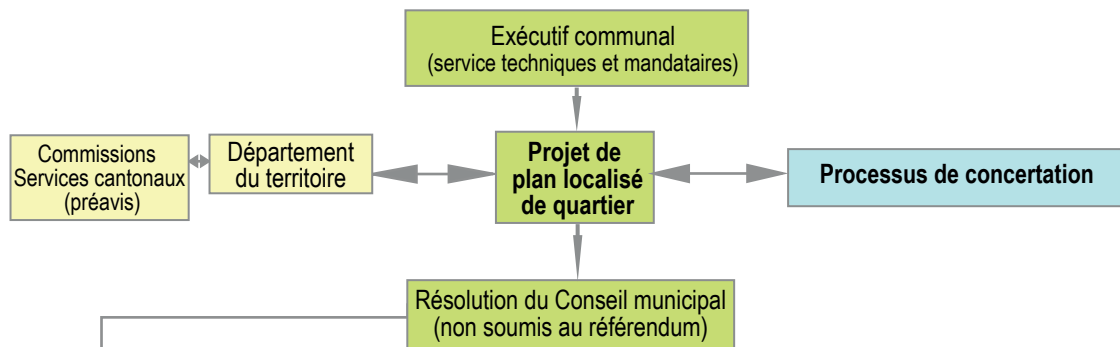 Exécutif communal
(service techniques et mandataires)
Commissions
Services cantonaux
(préavis)
Département
du territoire
Projet de
plan localisé
de quartier
Processus de concertation
Résolution du Conseil municipal
(non soumis au référendum)